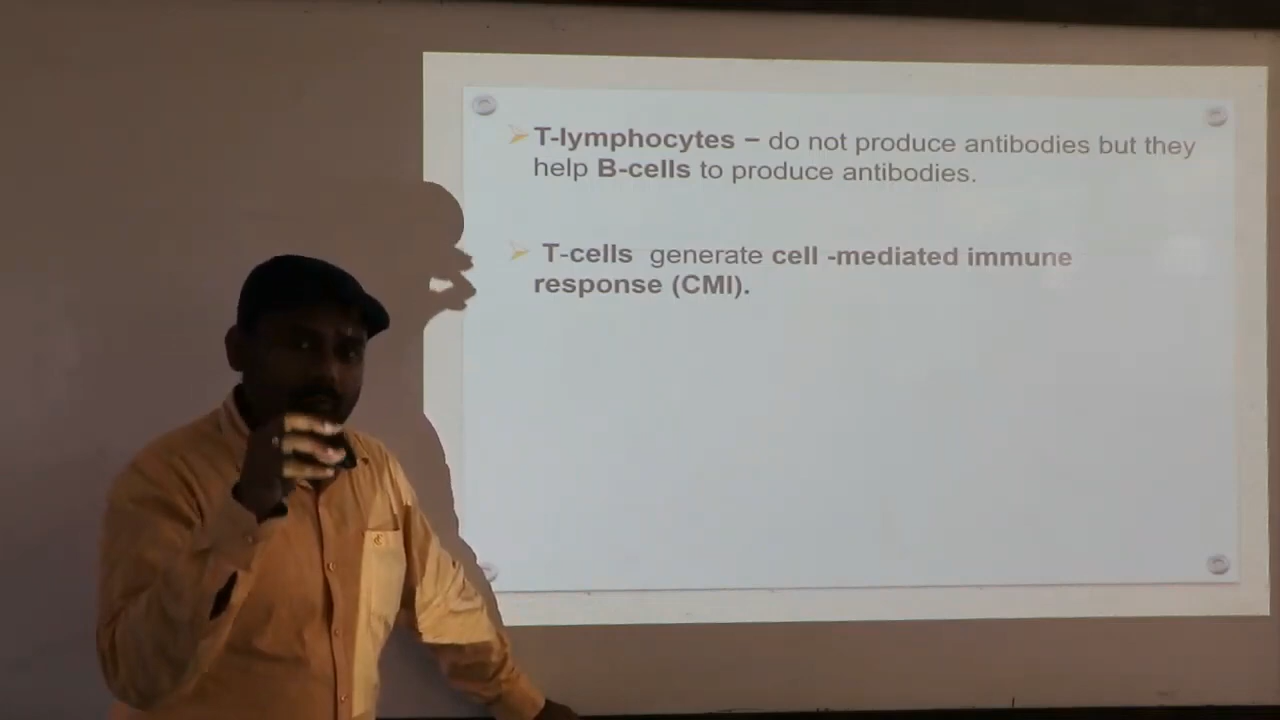 T-lymphocytes – do not produce antibodies but they
help B-cells to produce antibodies.
T-cells generate cell -mediated immune
response (CMI).